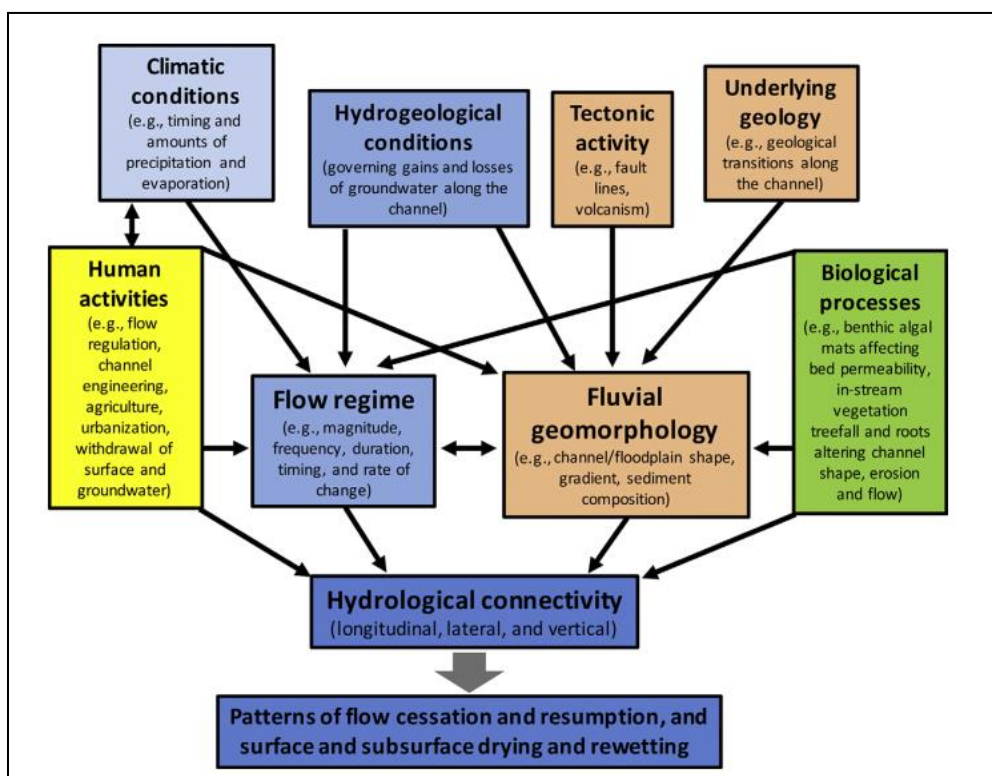 Climatic
conditions
(e.g., timing and
amounts of
precipitation and
evaporation)
Hydrogeological
conditions
(governing gains and losses
of groundwater along the
channel)
Tectonic
activity
(e.g., fault
lines,
volcanism)
Underlying
geology
(e.g., geological
transitions along
the channel)
Human
activities
(e.g., flow
regulation,
channel
engineering,
agriculture,
urbanization,
withdrawal of
surface and
groundwater)
Flow regime
(e.g., magnitude,
frequency, duration,
timing, and rate of
change)
Fluvial
geomorphology
(e.g., channel/floodplain shape,
gradient, sediment
composition)
Biological
processes
(e.g., benthic algal
mats affecting
bed permeability,
in-stream
vegetation
treefall and roots
altering channel
shape, erosion
and flow)
Hydrological connectivity
(longitudinal, lateral, and vertical)
Patterns of flow cessation and resumption, and
surface and subsurface drying and rewetting